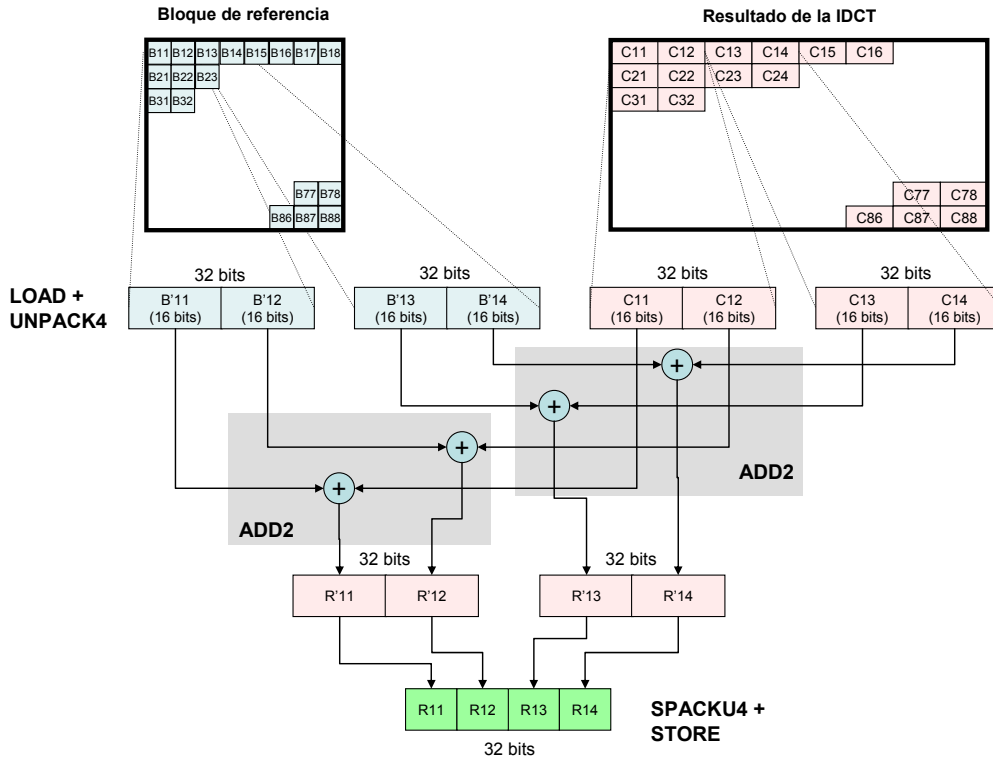 Bloque de referencia
Resultado de la IDCT
B11 B12 B13 B14 B15 B16 B17 B18
C11 C12 C13 C14 C15 C16
B21 B22 B23
C21 C22 C23 C24
B31 B32
C31 C32
B77 B78
C77 C78
B86 B87 B88
C86 C87 C88
32 bits 32 bits 32 bits 32 bits
LOAD +
UNPACK4
B'11 B'12 B'13 B'14 C11 C12 C13 C14
(16 bits) (16 bits) (16 bits) (16 bits) (16 bits) (16 bits) (16 bits) (16 bits)
+
+
+
ADD2
+
ADD2
32 bits 32 bits
R'11 R'12 R'13 R'14
R11 R12 R13 R14
SPACKU4 +
STORE
32 bits